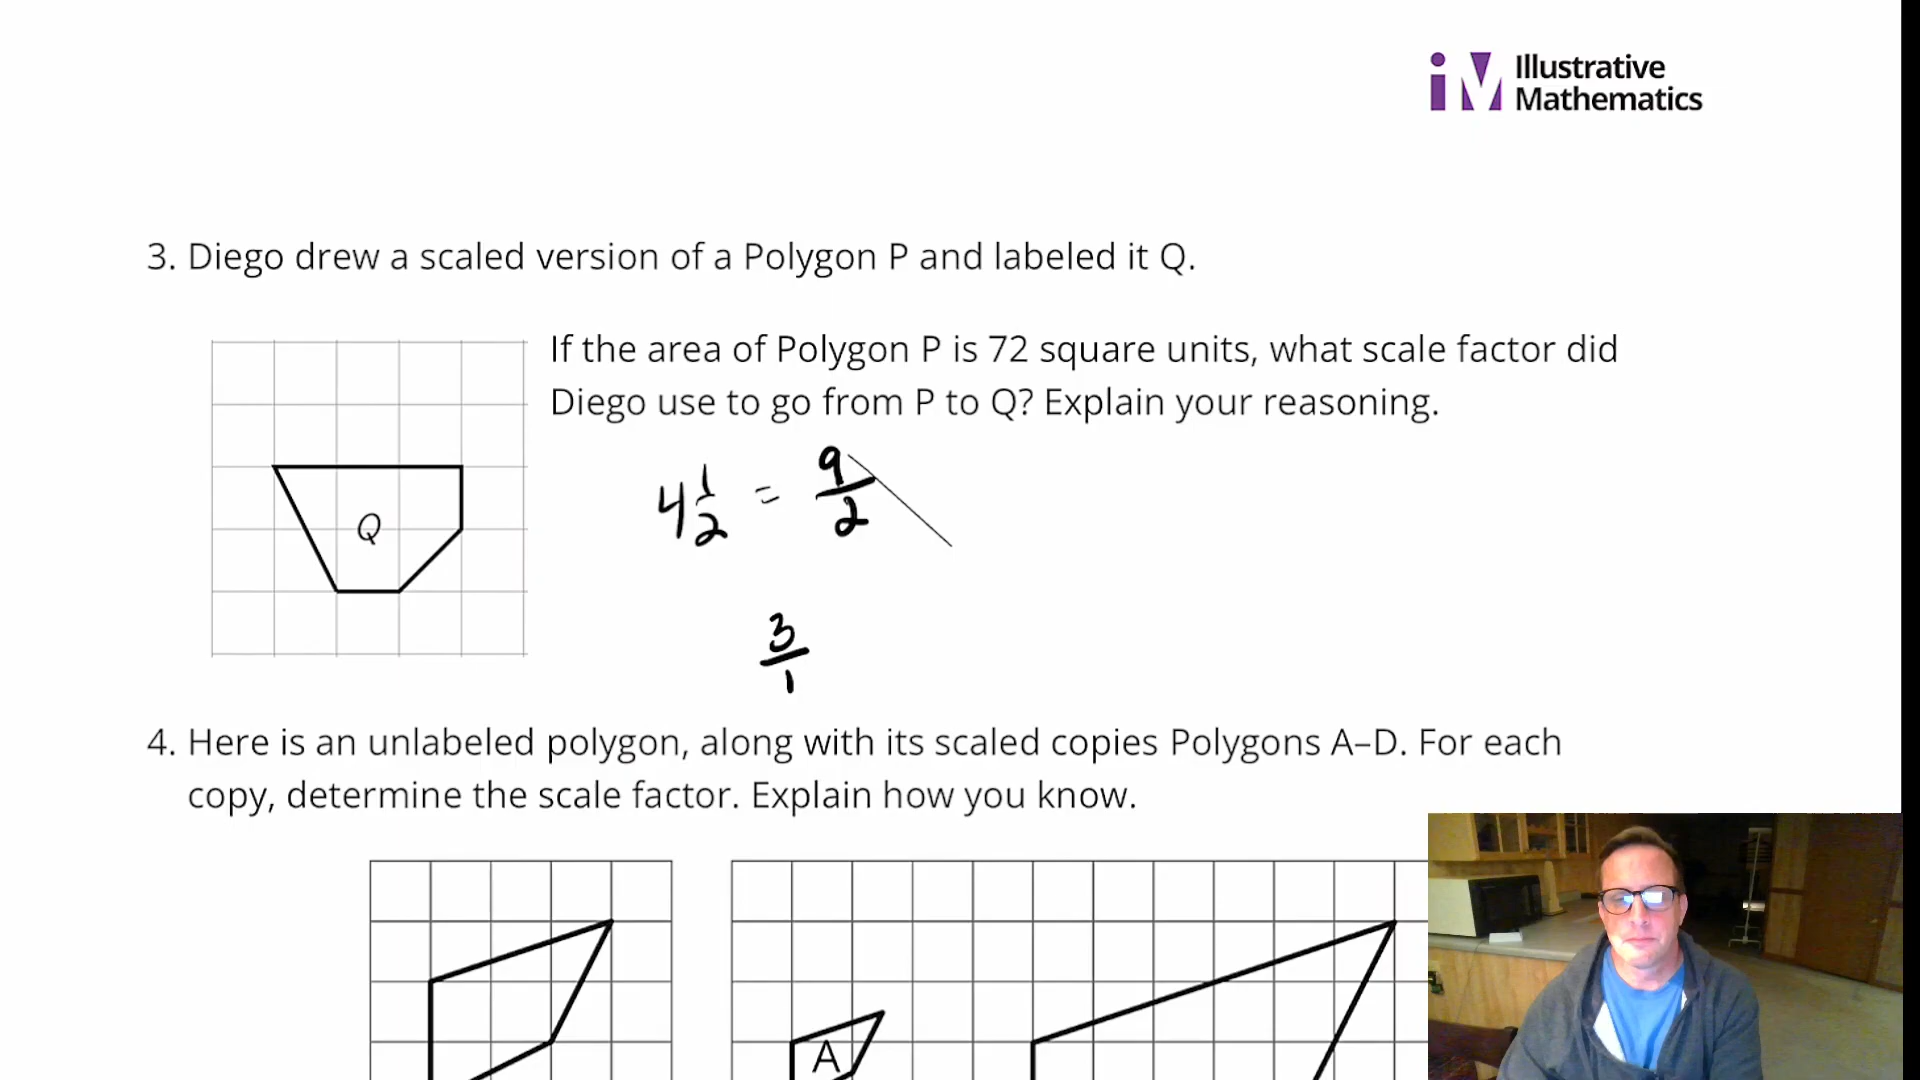 Illustrative
Mathematics
3. Diego drew a scaled version of a Polygon P and labeled it Q.
If the area of Polygon P is 72 square units, what scale factor did
Diego use to go from P to Q? Explain your reasoning.
Q
4 1/2 = 9/2
3/1
4. Here is an unlabeled polygon, along with its scaled copies Polygons A–D. For each
copy, determine the scale factor. Explain how you know.
A